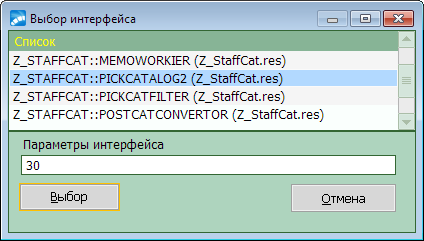 Выбор интерфейса
Список
Z_STAFFCAT::MEMOWORKIER (Z_StaffCat.res)
Z_STAFFCAT::PICKCATALOG2 (Z_StaffCat.res)
Z_STAFFCAT::PICKCATFILTER (Z_StaffCat.res)
Z_STAFFCAT::POSTCATCONVERTOR (Z_StaffCat.res)
Параметры интерфейса
30
Выбор
Отмена